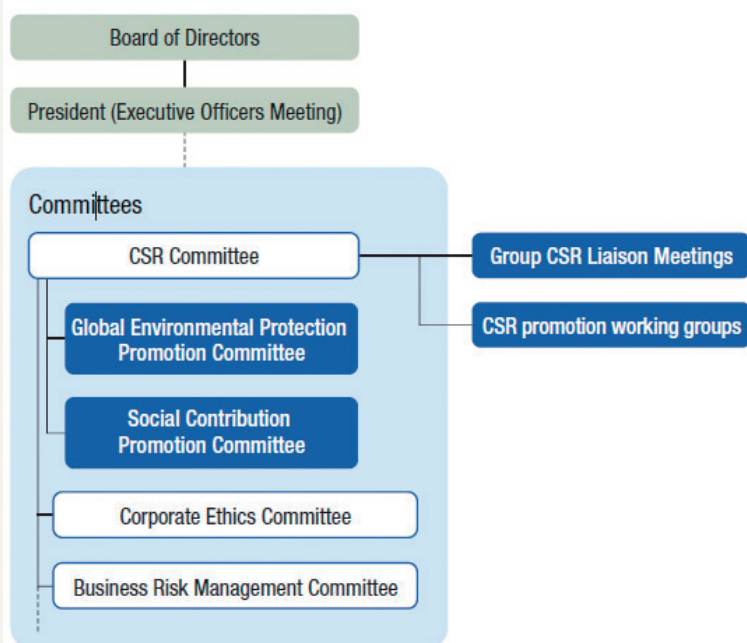 Board of Directors
President (Executive Officers Meeting)
Committees
CSR Committee
Group CSR Liaison Meetings
CSR promotion working groups
Global Environmental Protection
Promotion Committee
Social Contribution
Promotion Committee
Corporate Ethics Committee
Business Risk Management Committee